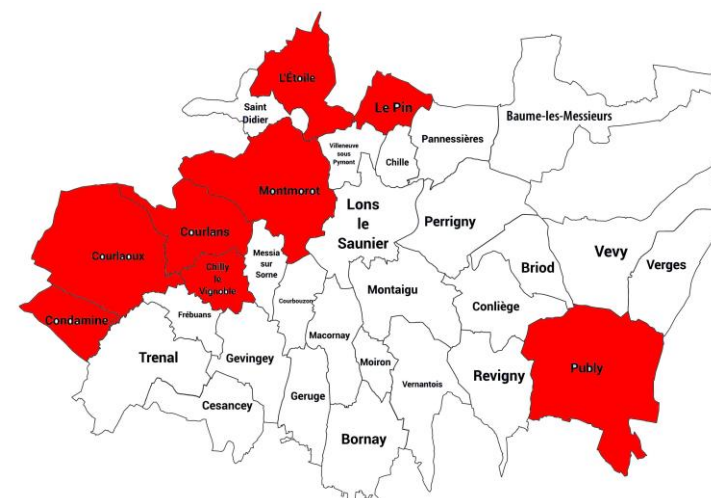 L'Étoile
Saint
Didier
Le Pin
Baume-les-Messieurs
Pannessières
Villeneuve
sous
Pymont
Chille
Montmorot
Lons
le
Saunier
Perrigny
Courlans
Courlaoux
Messia
sur
Sorne
Chilly
le
Vignoble
Vevy
Briod
Verges
Montaigu
Conliège
Courbouzon
Condamine
Frébuans
Macornay
Trenal
Gevingey
Moiron
Publy
Revigny
Vernantois
Geruge
Cesancey
Bornay